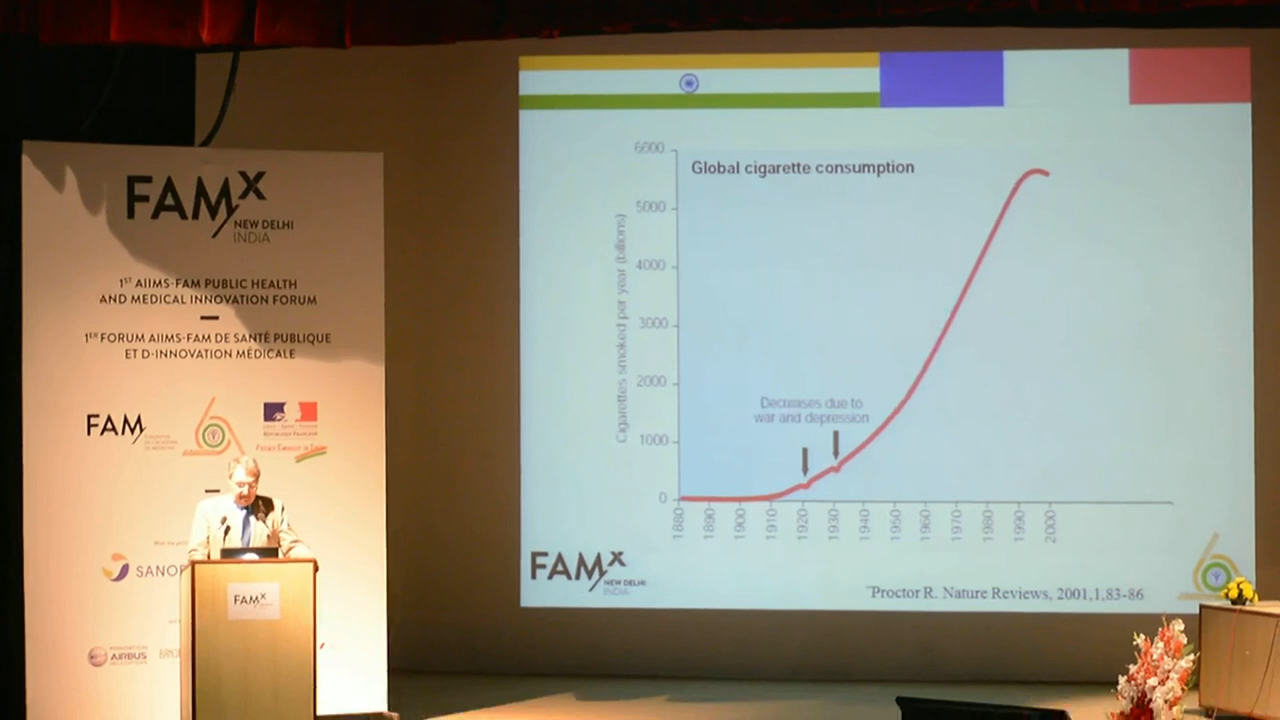 FAMx
NEW DELHI
INDIA
1ST AIIMS-FAM PUBLIC HEALTH
AND MEDICAL INNOVATION FORUM
1ER FORUM AIIMS-FAM DE SANTÉ PUBLIQUE
ET D-INNOVATION MÉDICALE
FAM
SANOF
FONDATION
AIRBUS
FAMx
Global cigarette consumption
Cigarettes smoked per year (billions)
6600
5000
4000
3000
2000
1000
0
Decreases due to
war and depression
1880 1890 1900 1910 1920 1930 1940 1950 1960 1970 1980 1990 2000
FAMx
NEW DELHI
INDIA
Proctor R. Nature Reviews, 2001,1,83-86